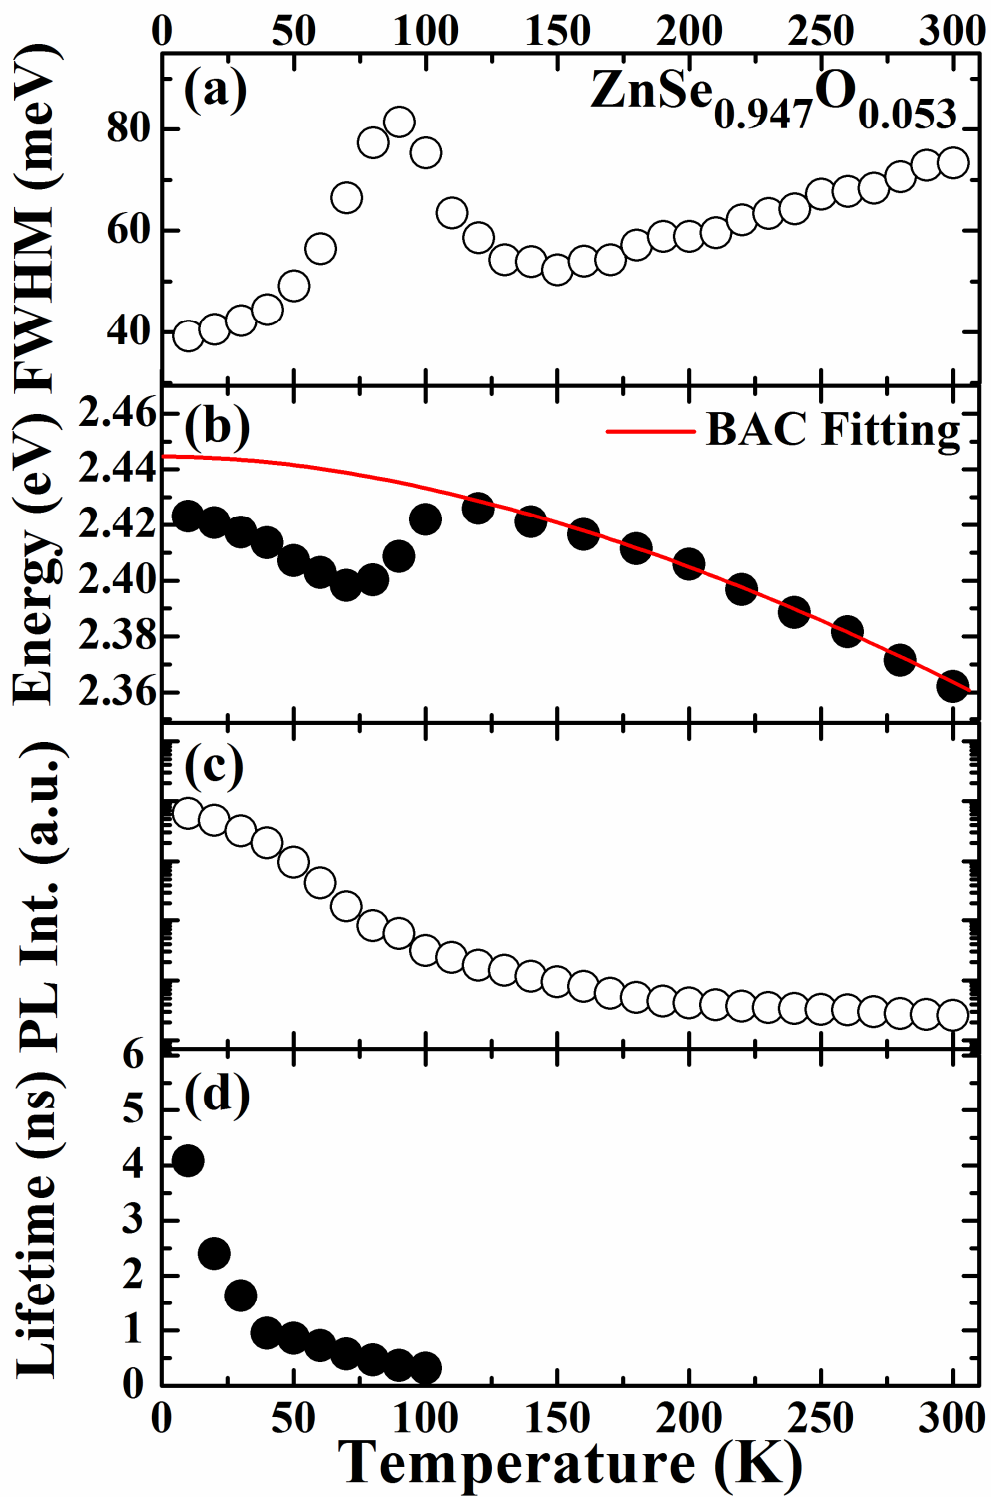 0 50 100 150 200 250 300
(a) ZnSe0.947O0.053
FWHM (meV)
80
60
40
(b) BAC Fitting
Energy (eV)
2.46
2.44
2.42
2.40
2.38
2.36
(c)
PL Int. (a.u.)
(d)
Lifetime (ns)
6
5
4
3
2
1
0
0 50 100 150 200 250 300
Temperature (K)